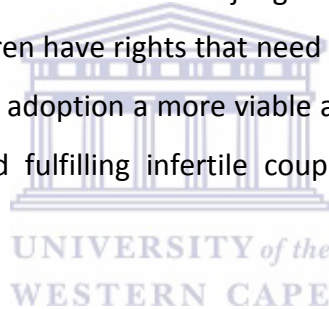 ren have rights that need
adoption a more viable a
d fulfilling infertile coup
UNIVERSITY of the
WESTERN CAPE